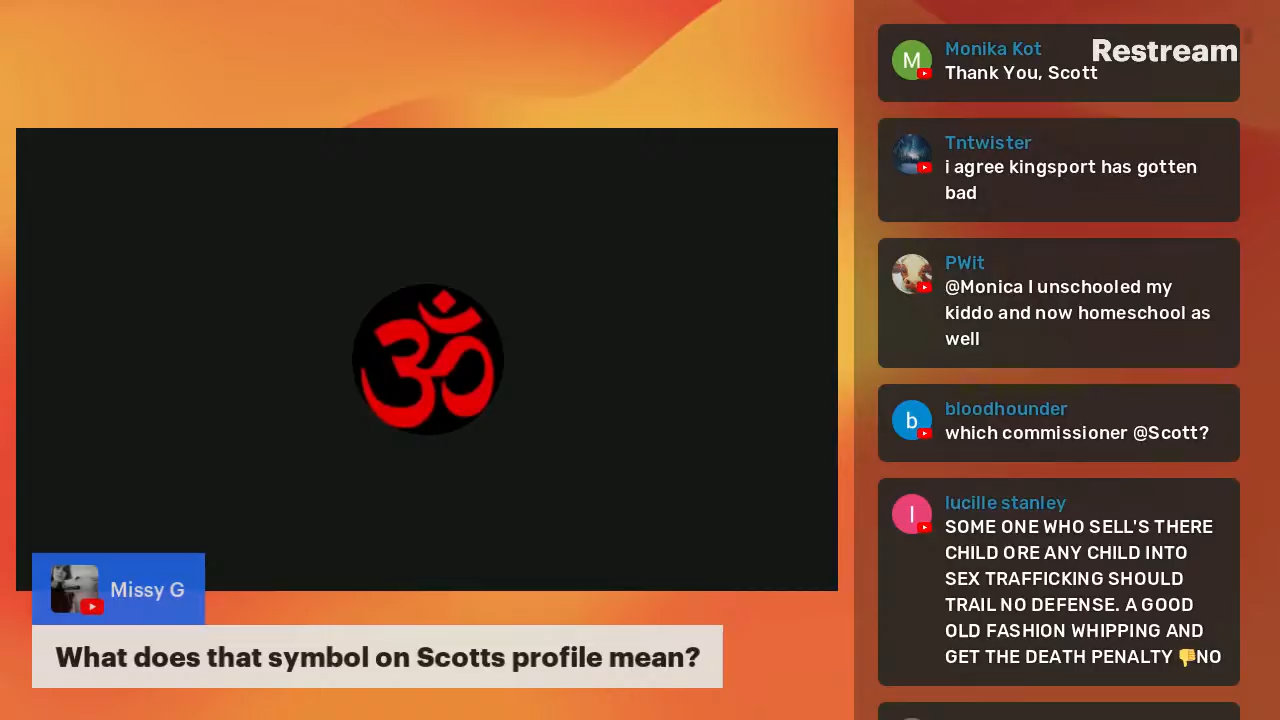 ॐ
Missy G
What does that symbol on Scotts profile mean?
Restream
M
Monika Kot
Thank You, Scott
Tntwister
i agree kingsport has gotten
bad
PWit
@Monica I unschooled my
kiddo and now homeschool as
well
b
bloodhounder
which commissioner @Scott?
l
lucille stanley
SOME ONE WHO SELL'S THERE
CHILD ORE ANY CHILD INTO
SEX TRAFFICKING SHOULD
TRAIL NO DEFENSE. A GOOD
OLD FASHION WHIPPING AND
GET THE DEATH PENALTY 👎NO